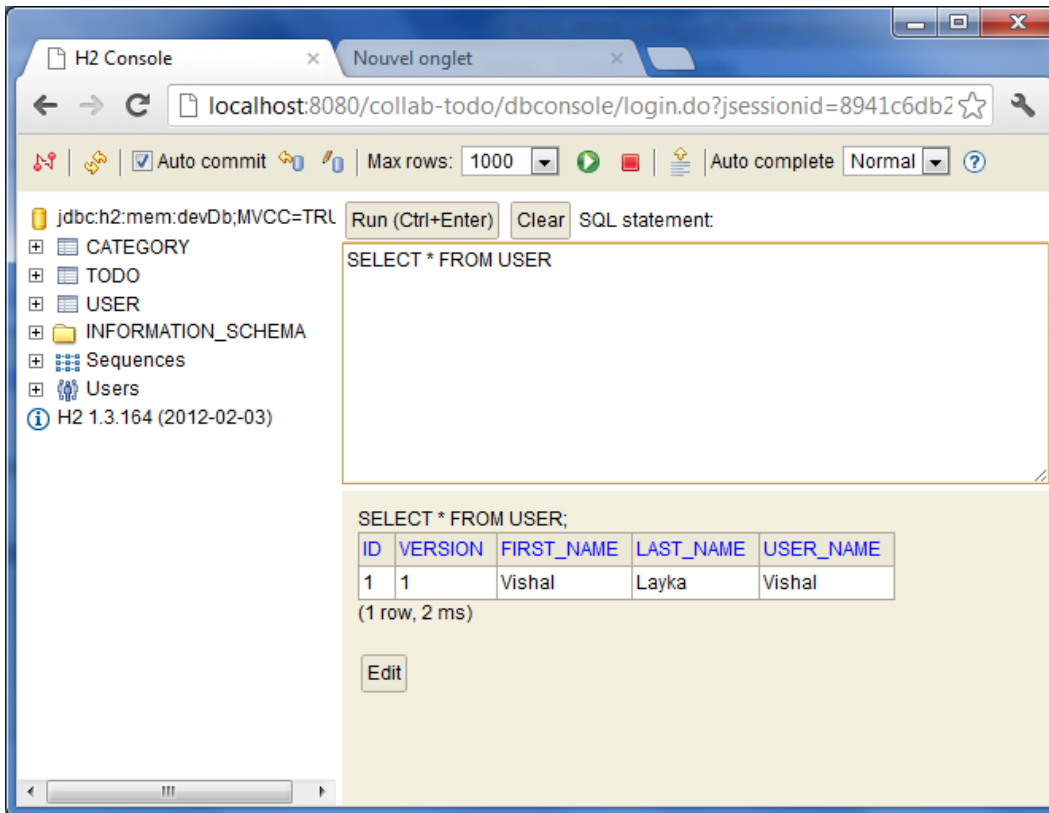 H2 Console
Nouvel onglet
localhost:8080/collab-todo/dbconsole/login.do?jsessionid=8941c6db2
Auto commit Max rows: 1000 Auto complete Normal
jdbc:h2:mem:devDb;MVCC=TRU
CATEGORY
TODO
USER
INFORMATION_SCHEMA
Sequences
Users
H2 1.3.164 (2012-02-03)
Run (Ctrl+Enter) Clear SQL statement:
SELECT * FROM USER
SELECT * FROM USER;
ID VERSION FIRST_NAME LAST_NAME USER_NAME
1 1 Vishal Layka Vishal
(1 row, 2 ms)
Edit